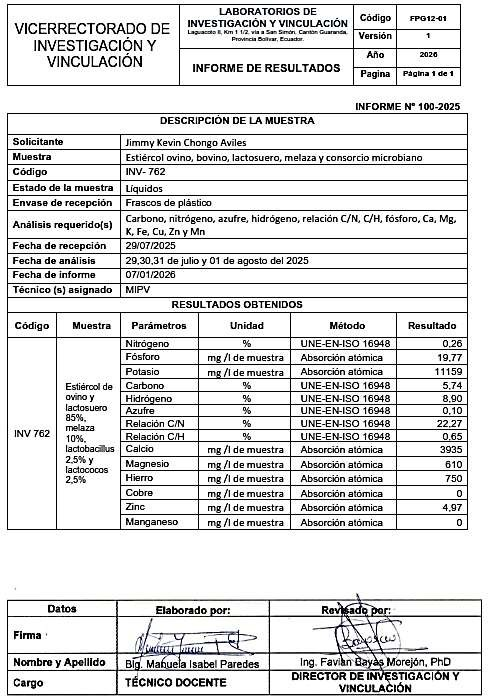 VICERRECTORADO DE
INVESTIGACIÓN Y
VINCULACIÓN
LABORATORIOS DE
INVESTIGACIÓN Y VINCULACIÓN
Laguacoto II, Km 1 1/2, vía a San Simón, Cantón Guaranda,
Provincia Bolívar, Ecuador.
INFORME DE RESULTADOS
Código FPG12-01
Versión 1
Año 2026
Pagina Página 1 de 1
INFORME N° 100-2025
DESCRIPCIÓN DE LA MUESTRA
Solicitante Jimmy Kevin Chongo Aviles
Muestra Estiércol ovino, bovino, lactosuero, melaza y consorcio microbiano
Código INV- 762
Estado de la muestra Líquidos
Envase de recepción Frascos de plástico
Análisis requerido(s) Carbono, nitrógeno, azufre, hidrógeno, relación C/N, C/H, fósforo, Ca, Mg,
K, Fe, Cu, Zn y Mn
Fecha de recepción 29/07/2025
Fecha de análisis 29,30,31 de julio y 01 de agosto del 2025
Fecha de informe 07/01/2026
Técnico (s) asignado MIPV
RESULTADOS OBTENIDOS
Código Muestra Parámetros Unidad Método Resultado
INV 762
Estiércol de
ovino y
lactosuero
85%,
melaza
10%,
lactobacillus
2,5% y
lactococos
2,5%
Nitrógeno % UNE-EN-ISO 16948 0,26
Fósforo mg /l de muestra Absorción atómica 19,77
Potasio mg /l de muestra Absorción atómica 11159
Carbono % UNE-EN-ISO 16948 5,74
Hidrógeno % UNE-EN-ISO 16948 8,90
Azufre % UNE-EN-ISO 16948 0,10
Relación C/N % UNE-EN-ISO 16948 22,27
Relación C/H % UNE-EN-ISO 16948 0,65
Calcio mg /l de muestra Absorción atómica 3935
Magnesio mg /l de muestra Absorción atómica 610
Hierro mg /l de muestra Absorción atómica 750
Cobre mg /l de muestra Absorción atómica 0
Zinc mg /l de muestra Absorción atómica 4,97
Manganeso mg /l de muestra Absorción atómica 0
Datos Elaborado por: Revisado por:
Firma
Nombre y Apellido Big. Manuela Isabel Paredes Ing. Favian Bayas Morejón, PhD
Cargo TÉCNICO DOCENTE DIRECTOR DE INVESTIGACIÓN Y
VINCULACIÓN